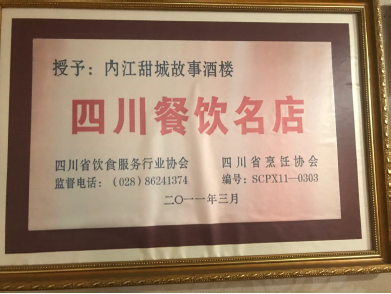 授予：内江甜城故事酒楼
四川餐饮名店
四川省饮食服务行业协会 四川省烹饪协会
监督电话：（028）86241374 编号：SCPX11—0303
二〇一一年三月